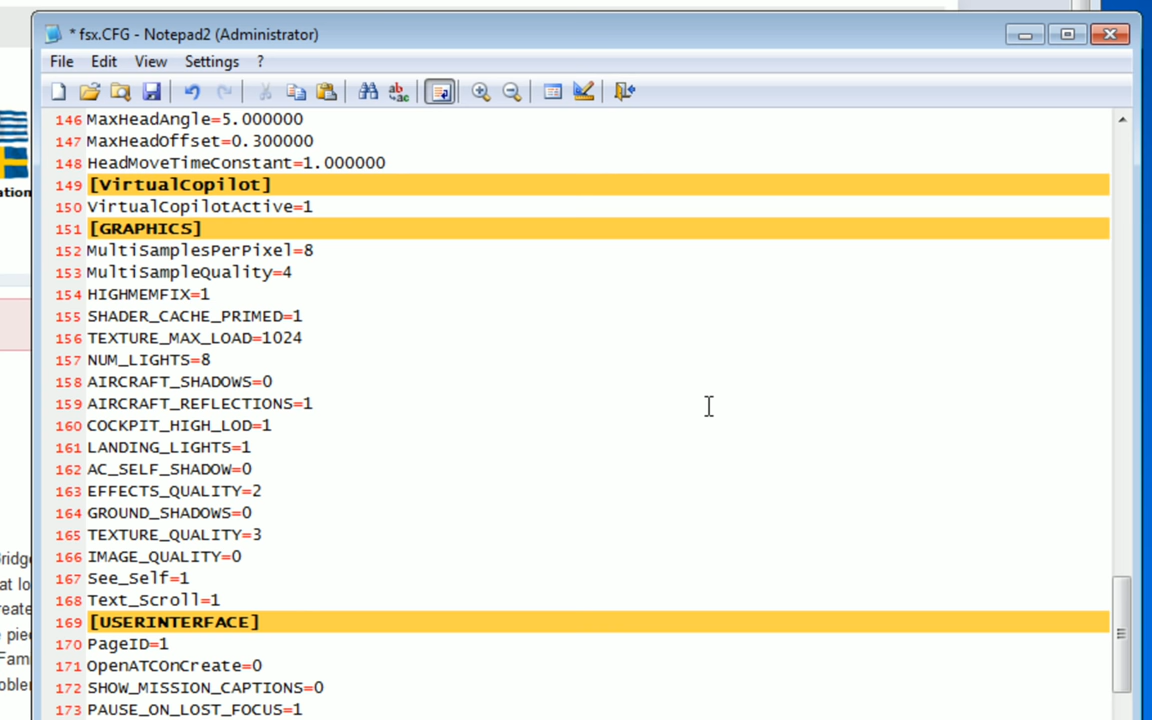 * fsx.CFG - Notepad2 (Administrator)
File Edit View Settings ?
146 MaxHeadAngle=5.000000
147 MaxHeadOffset=0.300000
148 HeadMoveTimeConstant=1.000000
149 [VirtualCopilot]
150 VirtualCopilotActive=1
151 [GRAPHICS]
152 MultiSamplesPerPixel=8
153 MultiSampleQuality=4
154 HIGHMEMFIX=1
155 SHADER_CACHE_PRIMED=1
156 TEXTURE_MAX_LOAD=1024
157 NUM_LIGHTS=8
158 AIRCRAFT_SHADOWS=0
159 AIRCRAFT_REFLECTIONS=1
160 COCKPIT_HIGH_LOD=1
161 LANDING_LIGHTS=1
162 AC_SELF_SHADOW=0
163 EFFECTS_QUALITY=2
164 GROUND_SHADOWS=0
165 TEXTURE_QUALITY=3
166 IMAGE_QUALITY=0
167 See_Self=1
168 Text_Scroll=1
169 [USERINTERFACE]
170 PageID=1
171 OpenATCOnCreate=0
172 SHOW_MISSION_CAPTIONS=0
173 PAUSE_ON_LOST_FOCUS=1